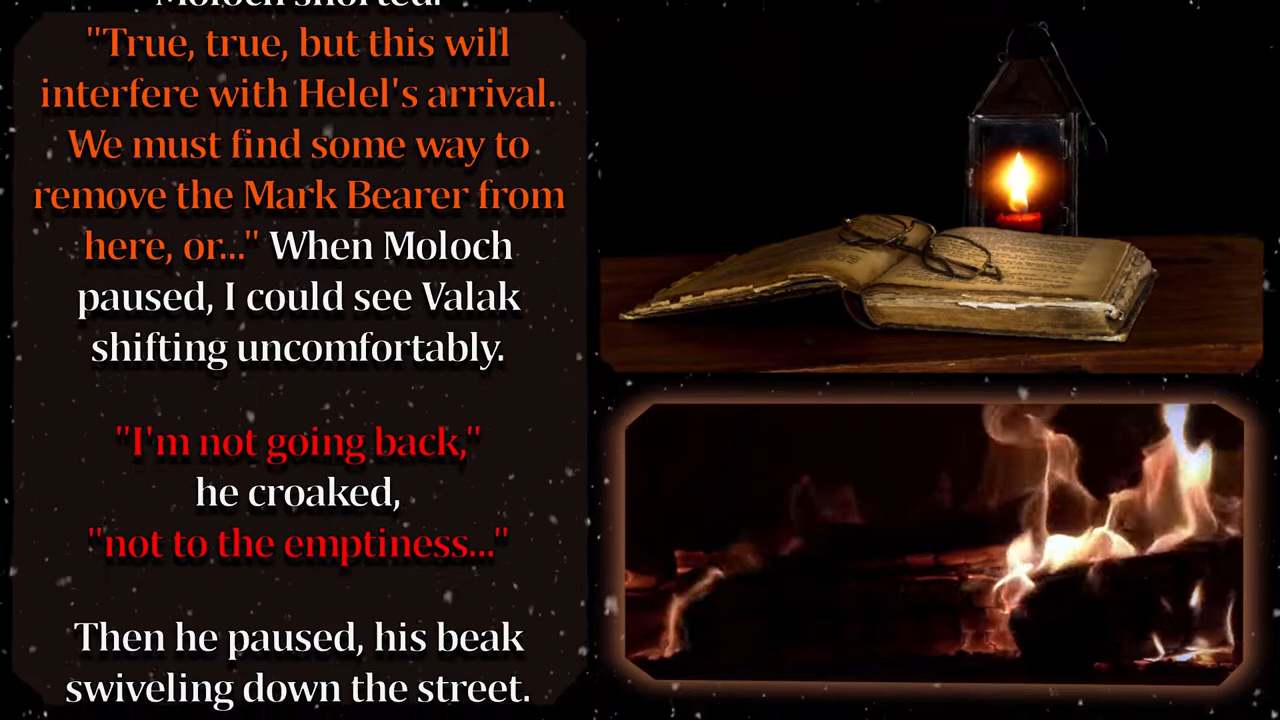 Moloch snorted.
"True, true, but this will
interfere with Helel's arrival.
We must find some way to
remove the Mark Bearer from
here, or..." When Moloch
paused, I could see Valak
shifting uncomfortably.
"I'm not going back,"
he croaked,
"not to the emptiness..."
Then he paused, his beak
swiveling down the street.